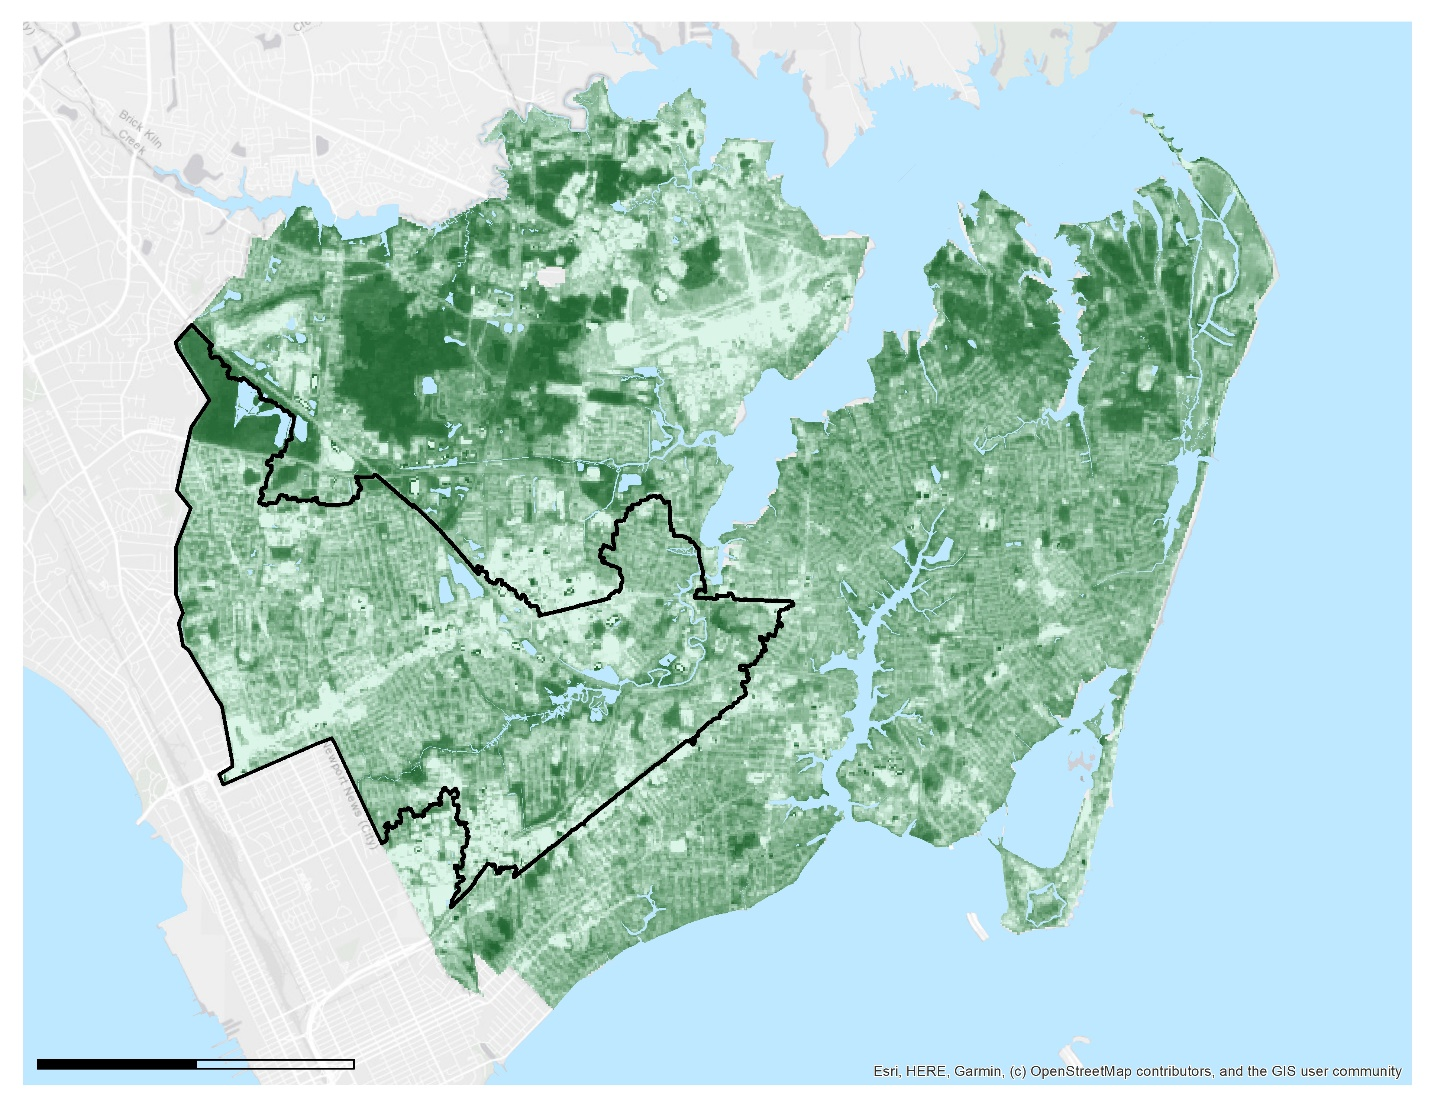 Brick Kiln
Creek
Newport News (City)
Esri, HERE, Garmin, (c) OpenStreetMap contributors, and the GIS user community